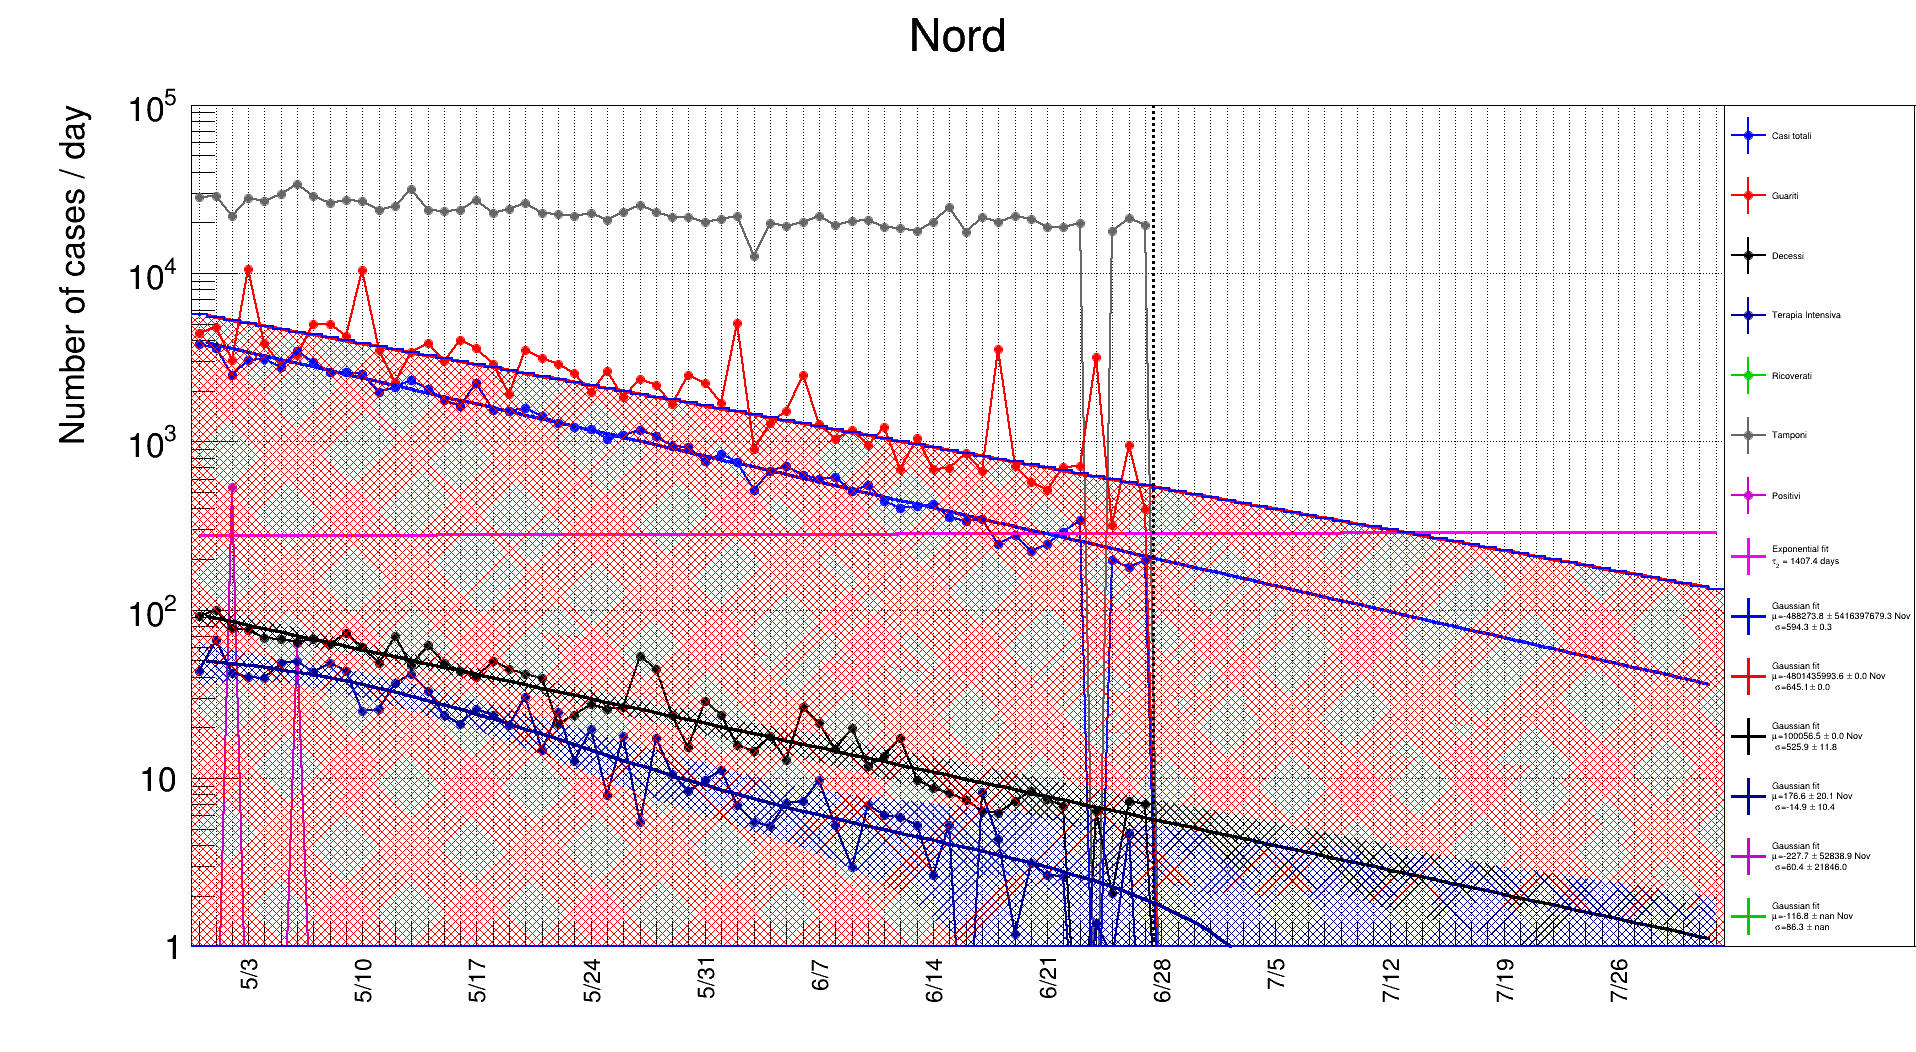 Nord
Number of cases / day
10^5
10^4
10^3
10^2
10
1
5/3
5/10
5/17
5/24
5/31
6/7
6/14
6/21
6/28
7/5
7/12
7/19
7/26
Casi totali
Guariti
Decessi
Terapia Intensiva
Ricoverati
Tamponi
Positivi
Exponential fit
τ₂ = 1407.4 days
Gaussian fit
μ=-488273.8 ± 5416397679.3 Nov
σ=594.3 ± 0.3
Gaussian fit
μ=-4801435993.6 ± 0.0 Nov
σ=645.1 ± 0.0
Gaussian fit
μ=100056.5 ± 0.0 Nov
σ=525.9 ± 11.8
Gaussian fit
μ=176.6 ± 20.1 Nov
σ=-14.9 ± 10.4
Gaussian fit
μ=-227.7 ± 52838.9 Nov
σ=60.4 ± 21846.0
Gaussian fit
μ=-116.8 ± nan Nov
σ=86.3 ± nan